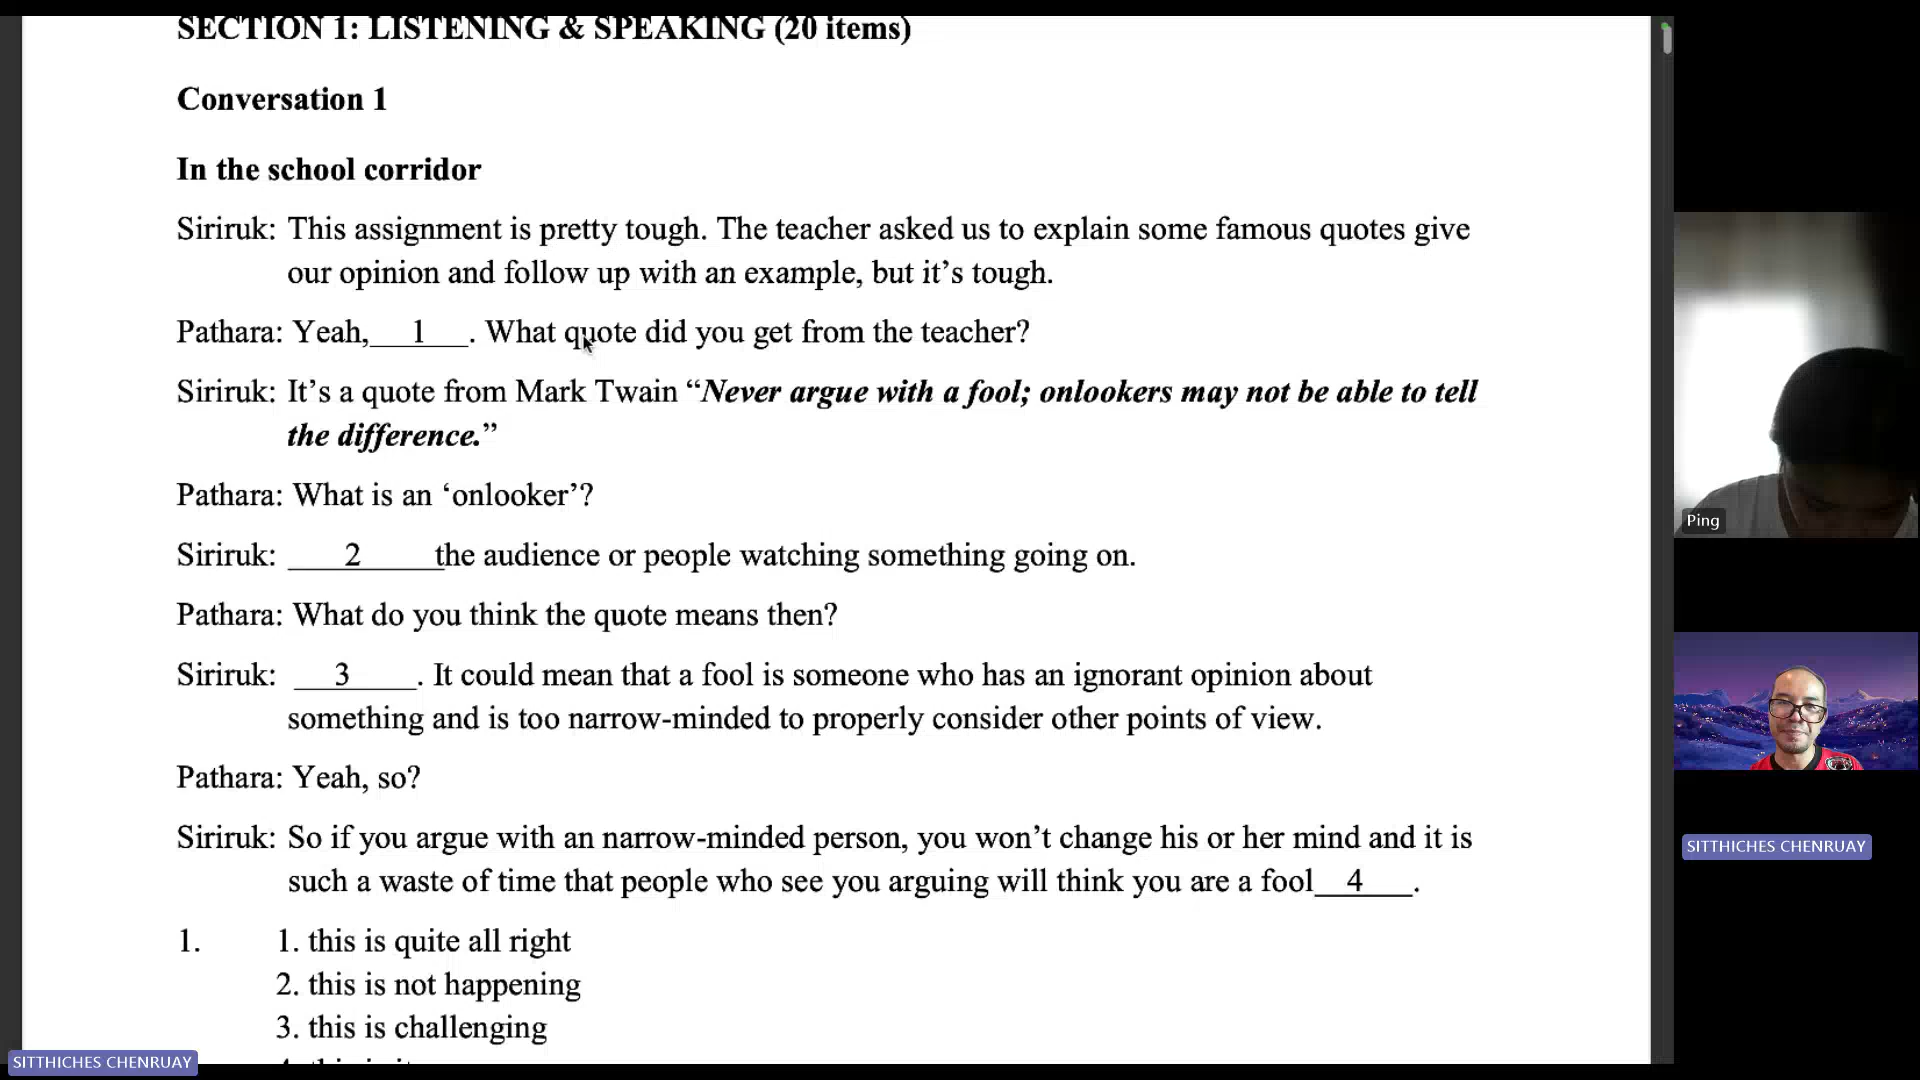 SECTION 1: LISTENING & SPEAKING (20 items)
Conversation 1
In the school corridor
Siriruk: This assignment is pretty tough. The teacher asked us to explain some famous quotes give
our opinion and follow up with an example, but it’s tough.
Pathara: Yeah,___1___. What quote did you get from the teacher?
Siriruk: It’s a quote from Mark Twain “Never argue with a fool; onlookers may not be able to tell
the difference.”
Pathara: What is an ‘onlooker’?
Siriruk: ____2_____the audience or people watching something going on.
Pathara: What do you think the quote means then?
Siriruk: ___3____. It could mean that a fool is someone who has an ignorant opinion about
something and is too narrow-minded to properly consider other points of view.
Pathara: Yeah, so?
Siriruk: So if you argue with an narrow-minded person, you won’t change his or her mind and it is
such a waste of time that people who see you arguing will think you are a fool__4___.
1. 1. this is quite all right
2. this is not happening
3. this is challenging
SITTHICHES CHENRUAY
Ping
SITTHICHES CHENRUAY